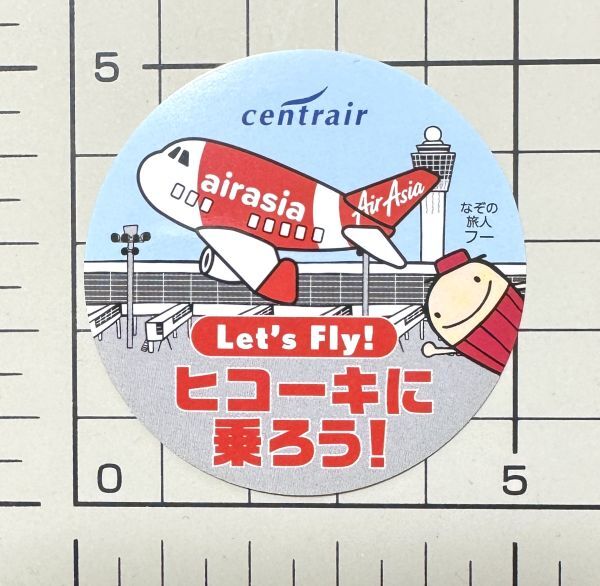 5
centrair
airasia
AirAsia
なぞの
旅人
フー
Let's Fly!
ヒコーキに
乗ろう!
0
5